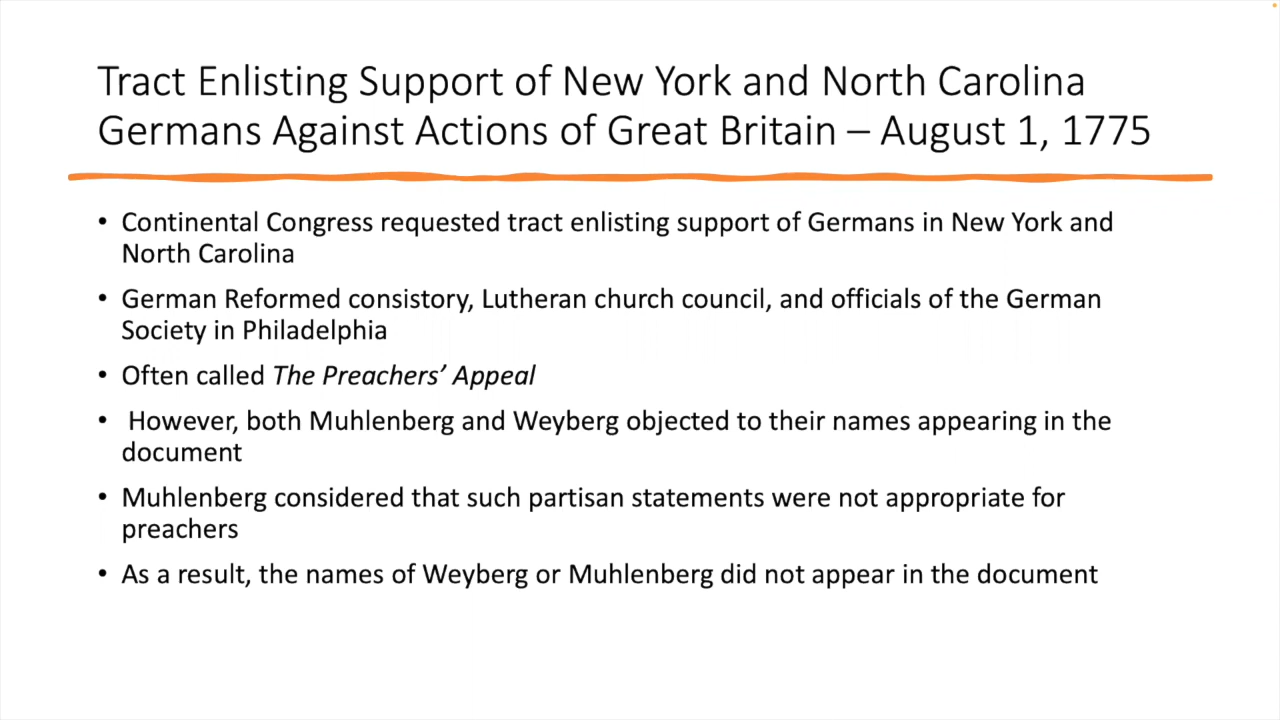 Tract Enlisting Support of New York and North Carolina
Germans Against Actions of Great Britain – August 1, 1775
• Continental Congress requested tract enlisting support of Germans in New York and
North Carolina
• German Reformed consistory, Lutheran church council, and officials of the German
Society in Philadelphia
• Often called The Preachers’ Appeal
• However, both Muhlenberg and Weyberg objected to their names appearing in the
document
• Muhlenberg considered that such partisan statements were not appropriate for
preachers
• As a result, the names of Weyberg or Muhlenberg did not appear in the document